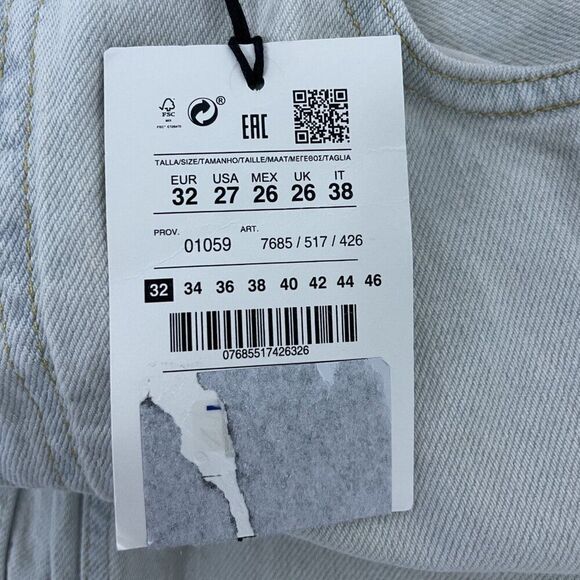 FSC
®
EAC
TALLA/SIZE/TAMANHO/TAILLE/MAAT/ΜΕΓΕΘΟΣ/TAGLIA
EUR USA MEX UK IT
32 27 26 26 38
PROV. ART.
01059 7685 / 517 / 426
32 34 36 38 40 42 44 46
07685517426326